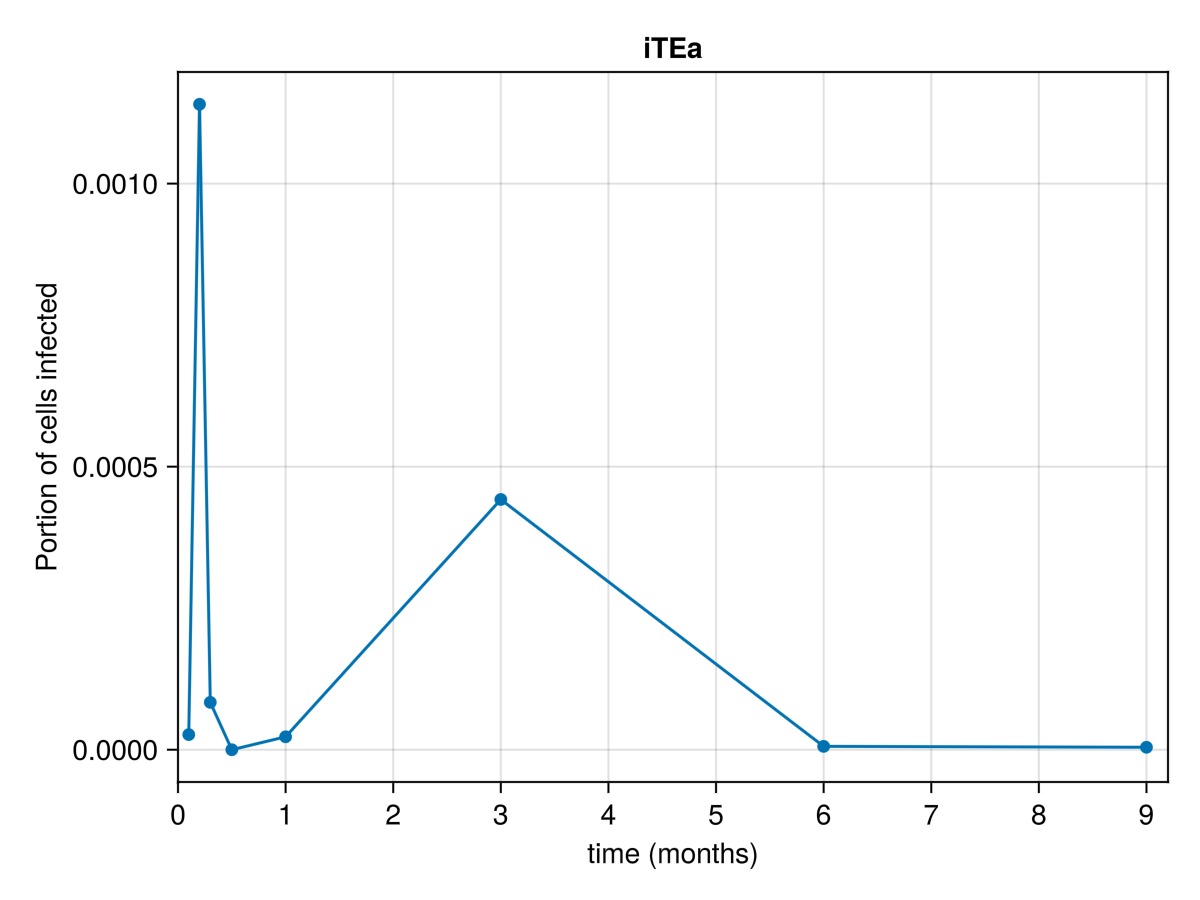 iTEa
Portion of cells infected
0.0010
0.0005
0.0000
0 1 2 3 4 5 6 7 8 9
time (months)